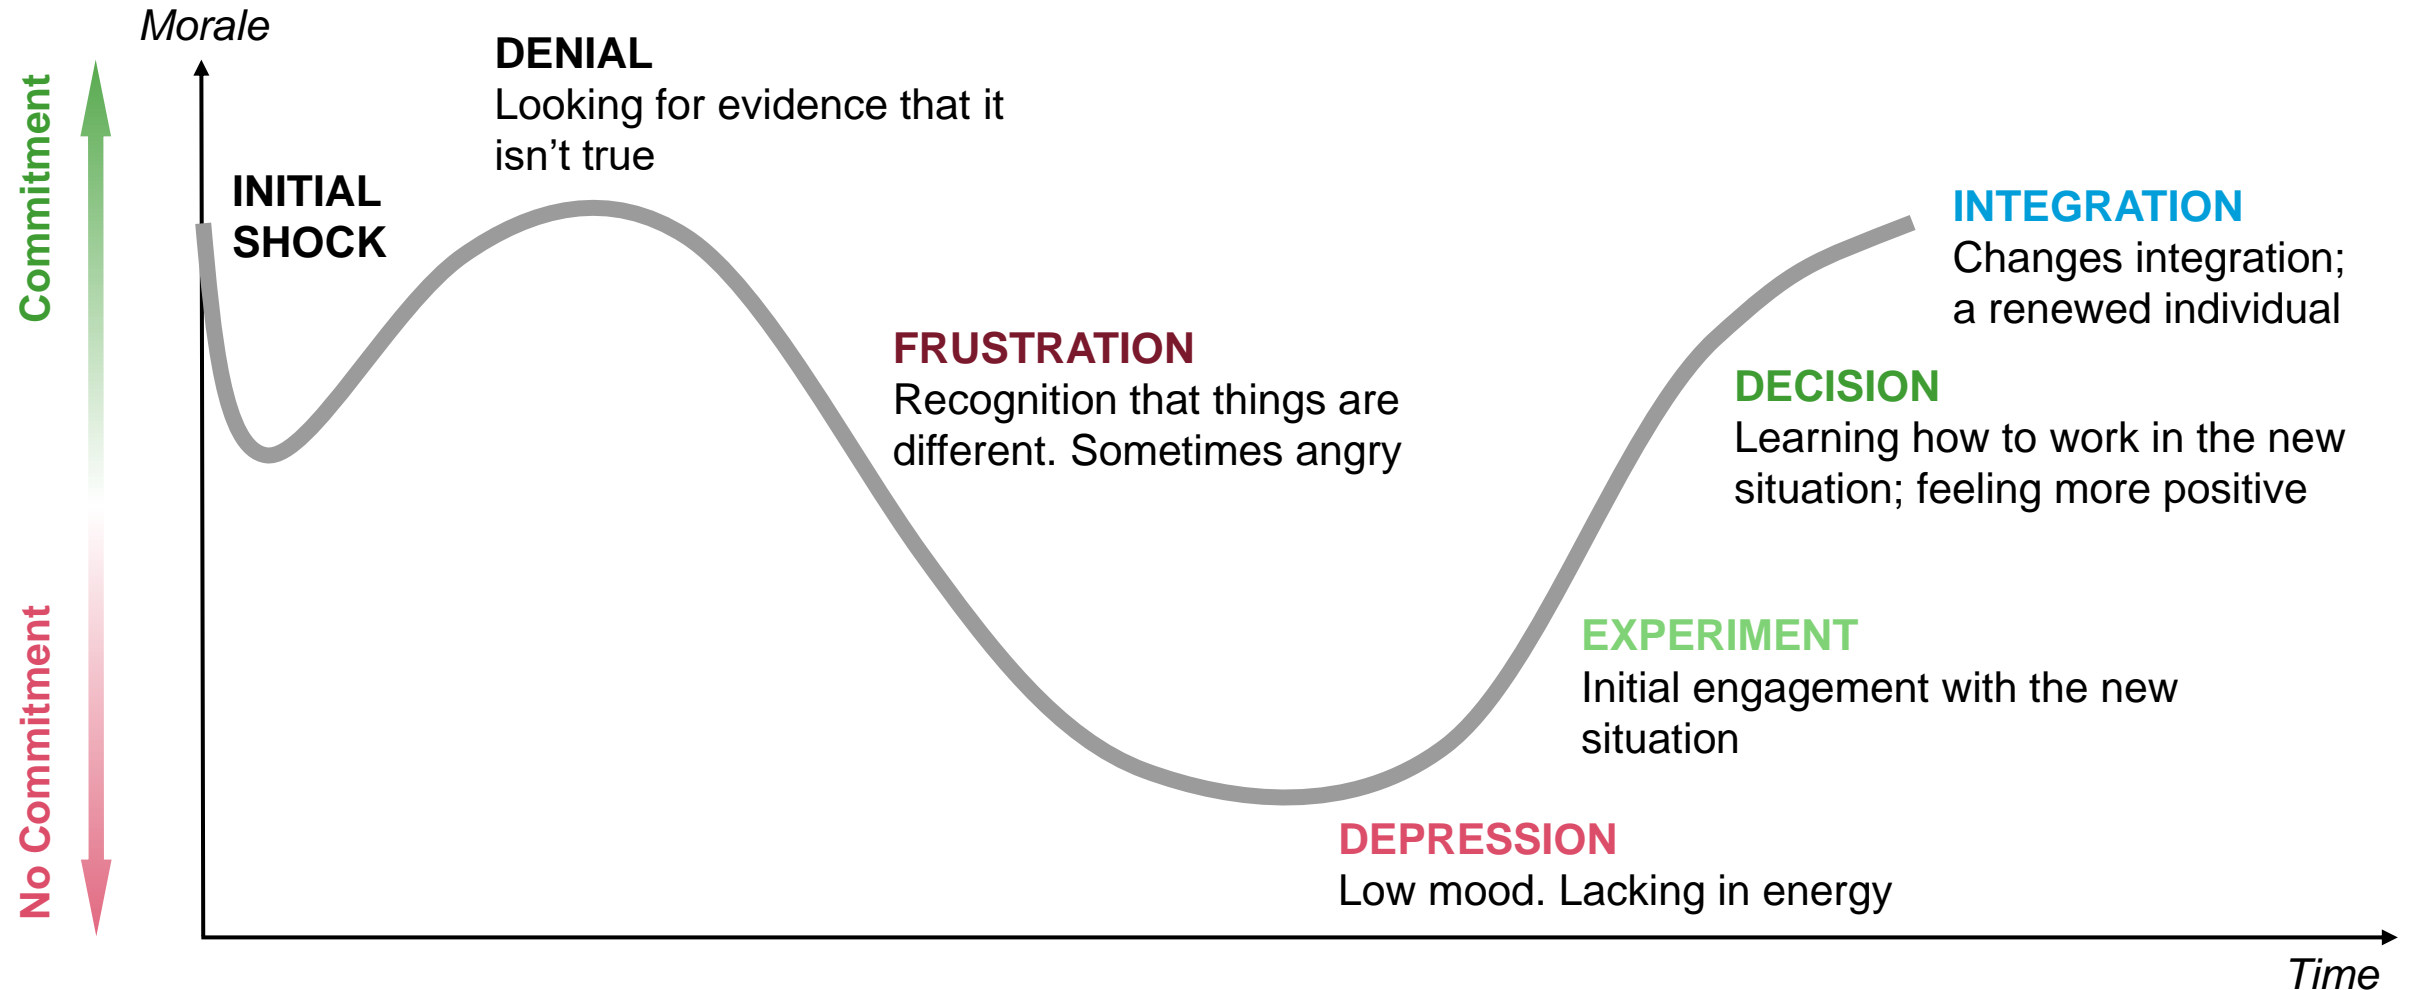 Morale
Commitment
No Commitment
INITIAL
SHOCK
DENIAL
Looking for evidence that it
isn’t true
FRUSTRATION
Recognition that things are
different. Sometimes angry
DEPRESSION
Low mood. Lacking in energy
EXPERIMENT
Initial engagement with the new
situation
DECISION
Learning how to work in the new
situation; feeling more positive
INTEGRATION
Changes integration;
a renewed individual
Time